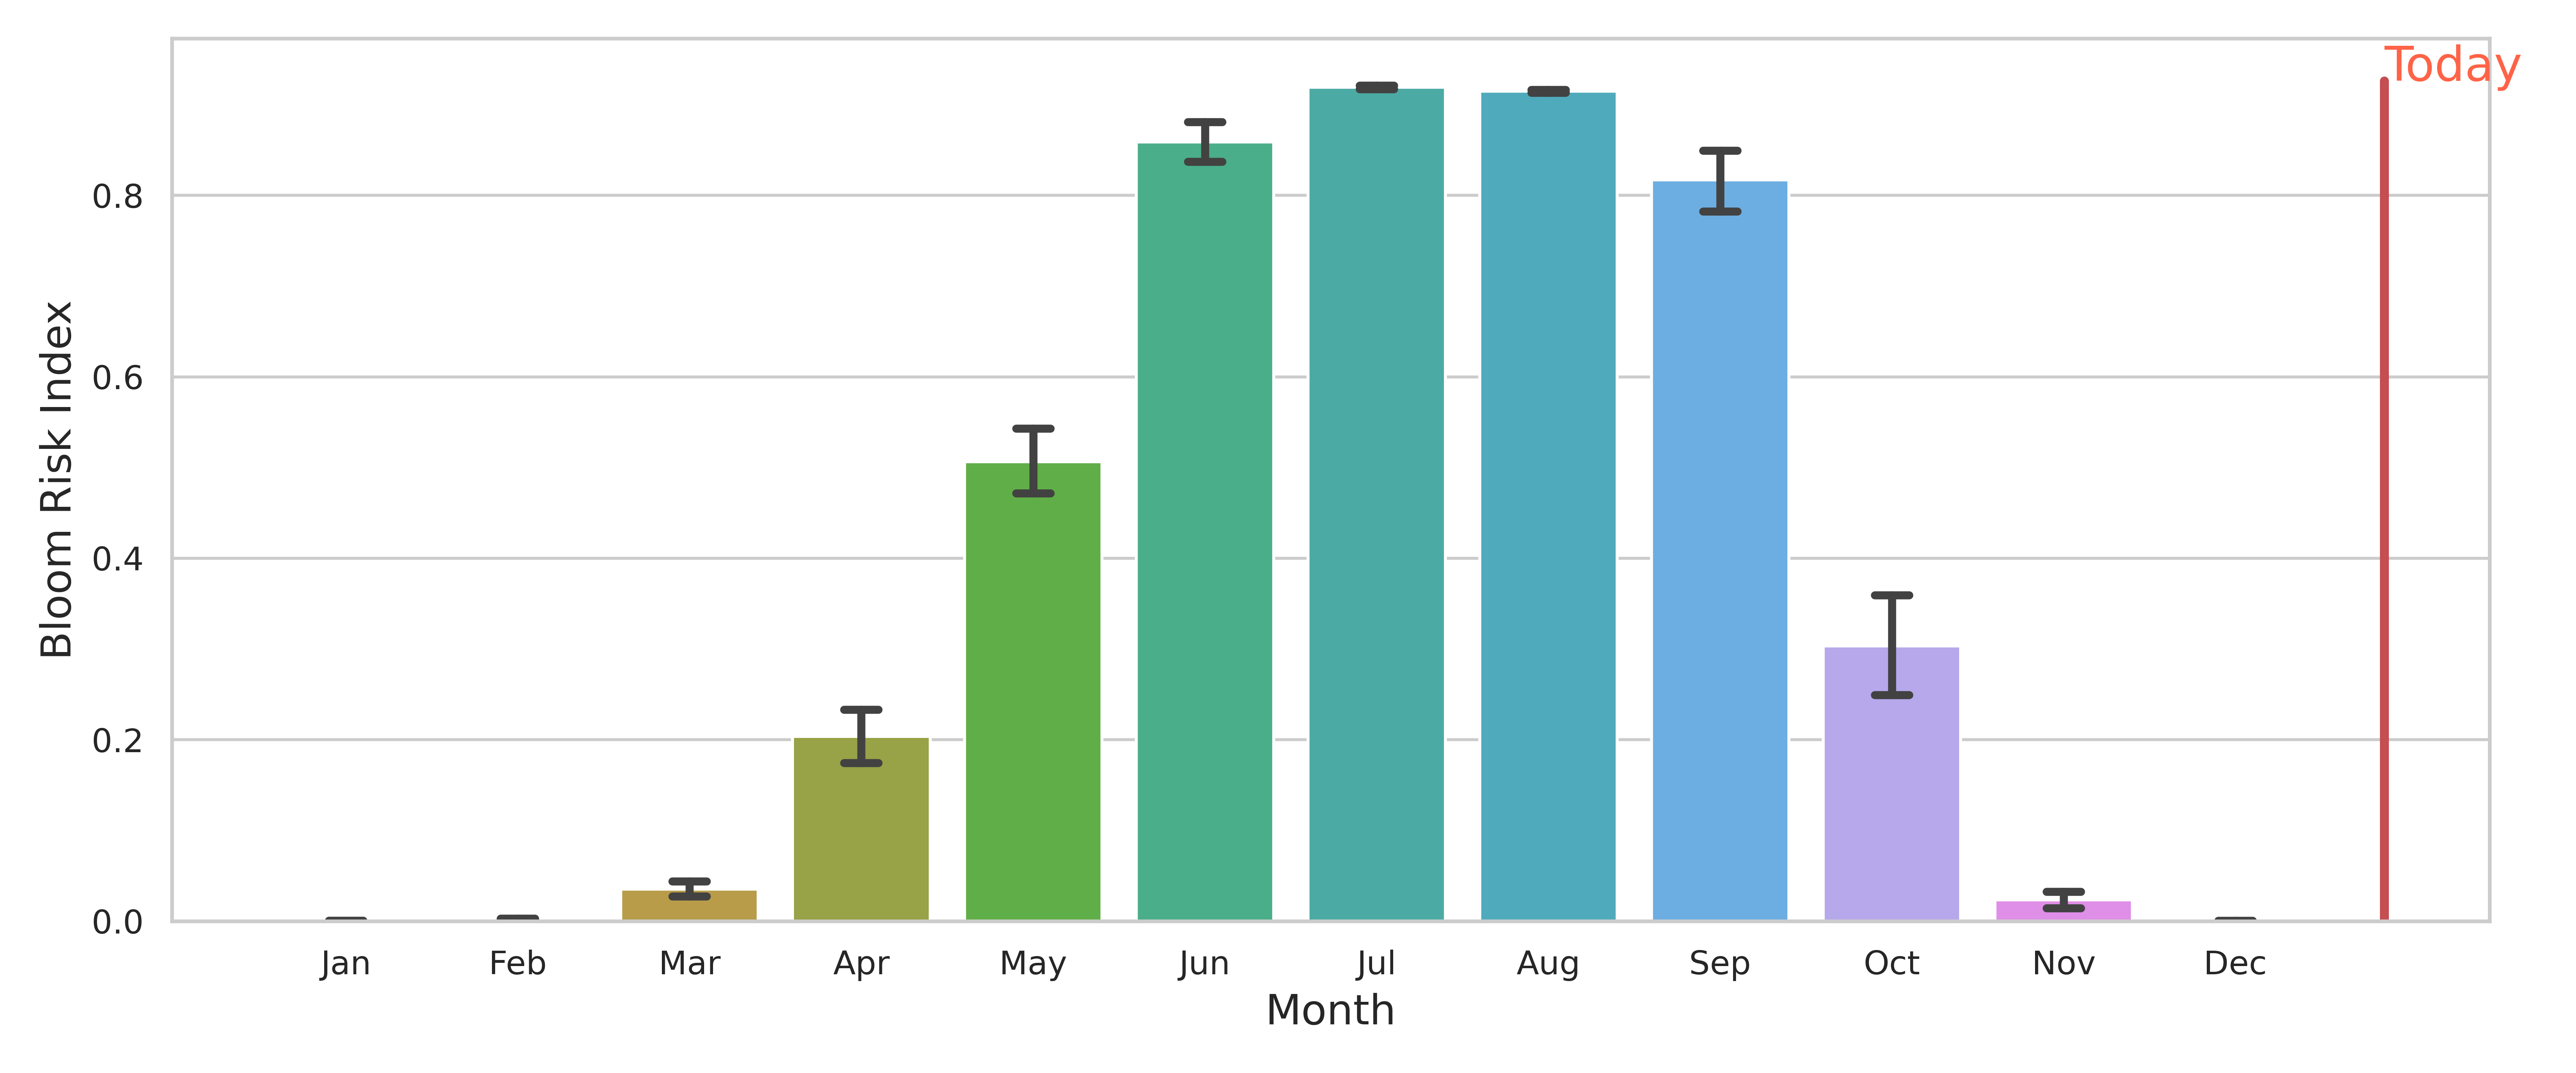 Today
Bloom Risk Index
0.8
0.6
0.4
0.2
0.0
Jan Feb Mar Apr May Jun Jul Aug Sep Oct Nov Dec
Month